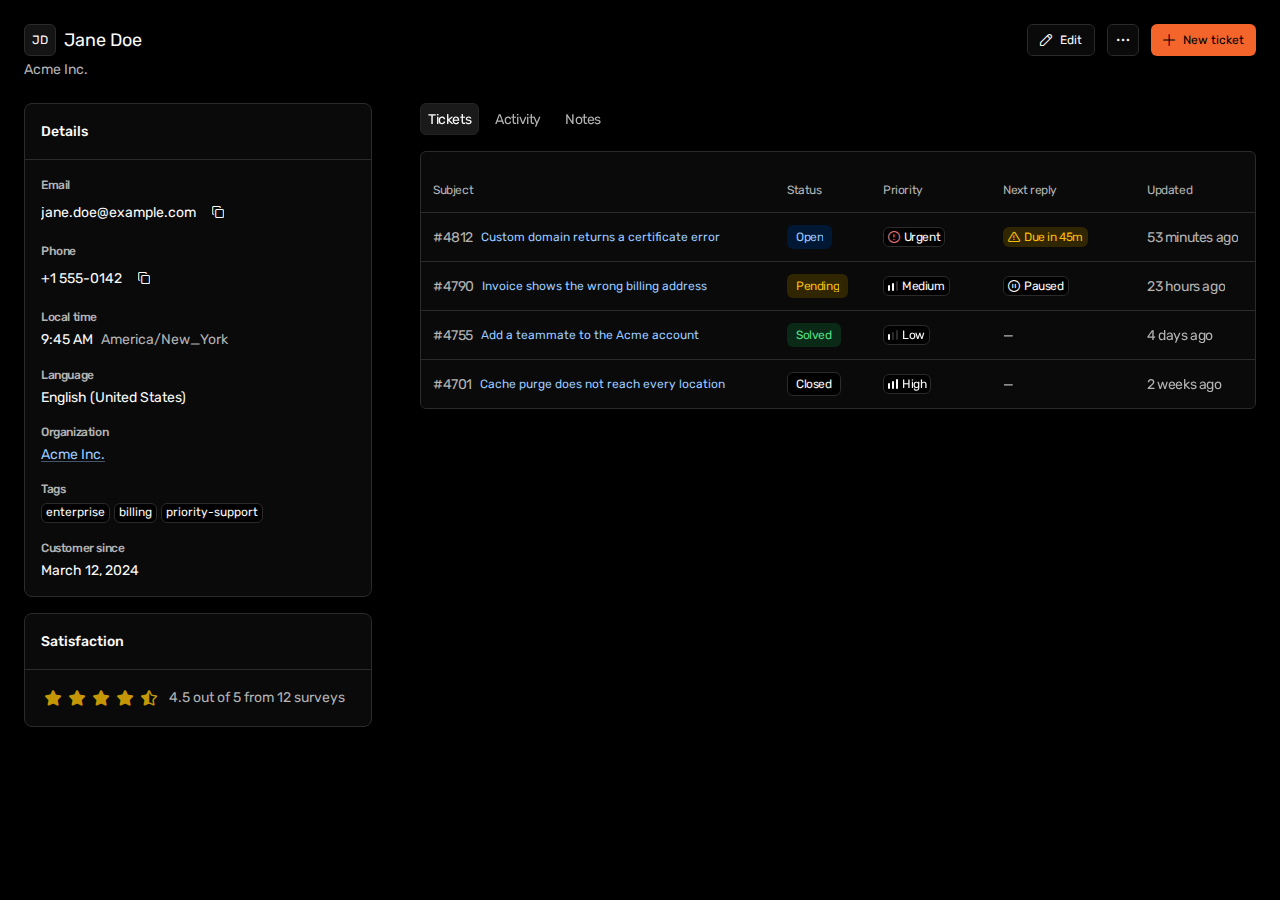 JD Jane Doe
Edit
New ticket
Acme Inc.
Details
Email
jane.doe@example.com
Phone
+1 555-0142
Local time
9:45 AM America/New_York
Language
English (United States)
Organization
Acme Inc.
Tags
enterprise billing priority-support
Customer since
March 12, 2024
Satisfaction
4.5 out of 5 from 12 surveys
Tickets Activity Notes
Subject Status Priority Next reply Updated
#4812 Custom domain returns a certificate error Open Urgent Due in 45m 53 minutes ago
#4790 Invoice shows the wrong billing address Pending Medium Paused 23 hours ago
#4755 Add a teammate to the Acme account Solved Low – 4 days ago
#4701 Cache purge does not reach every location Closed High – 2 weeks ago